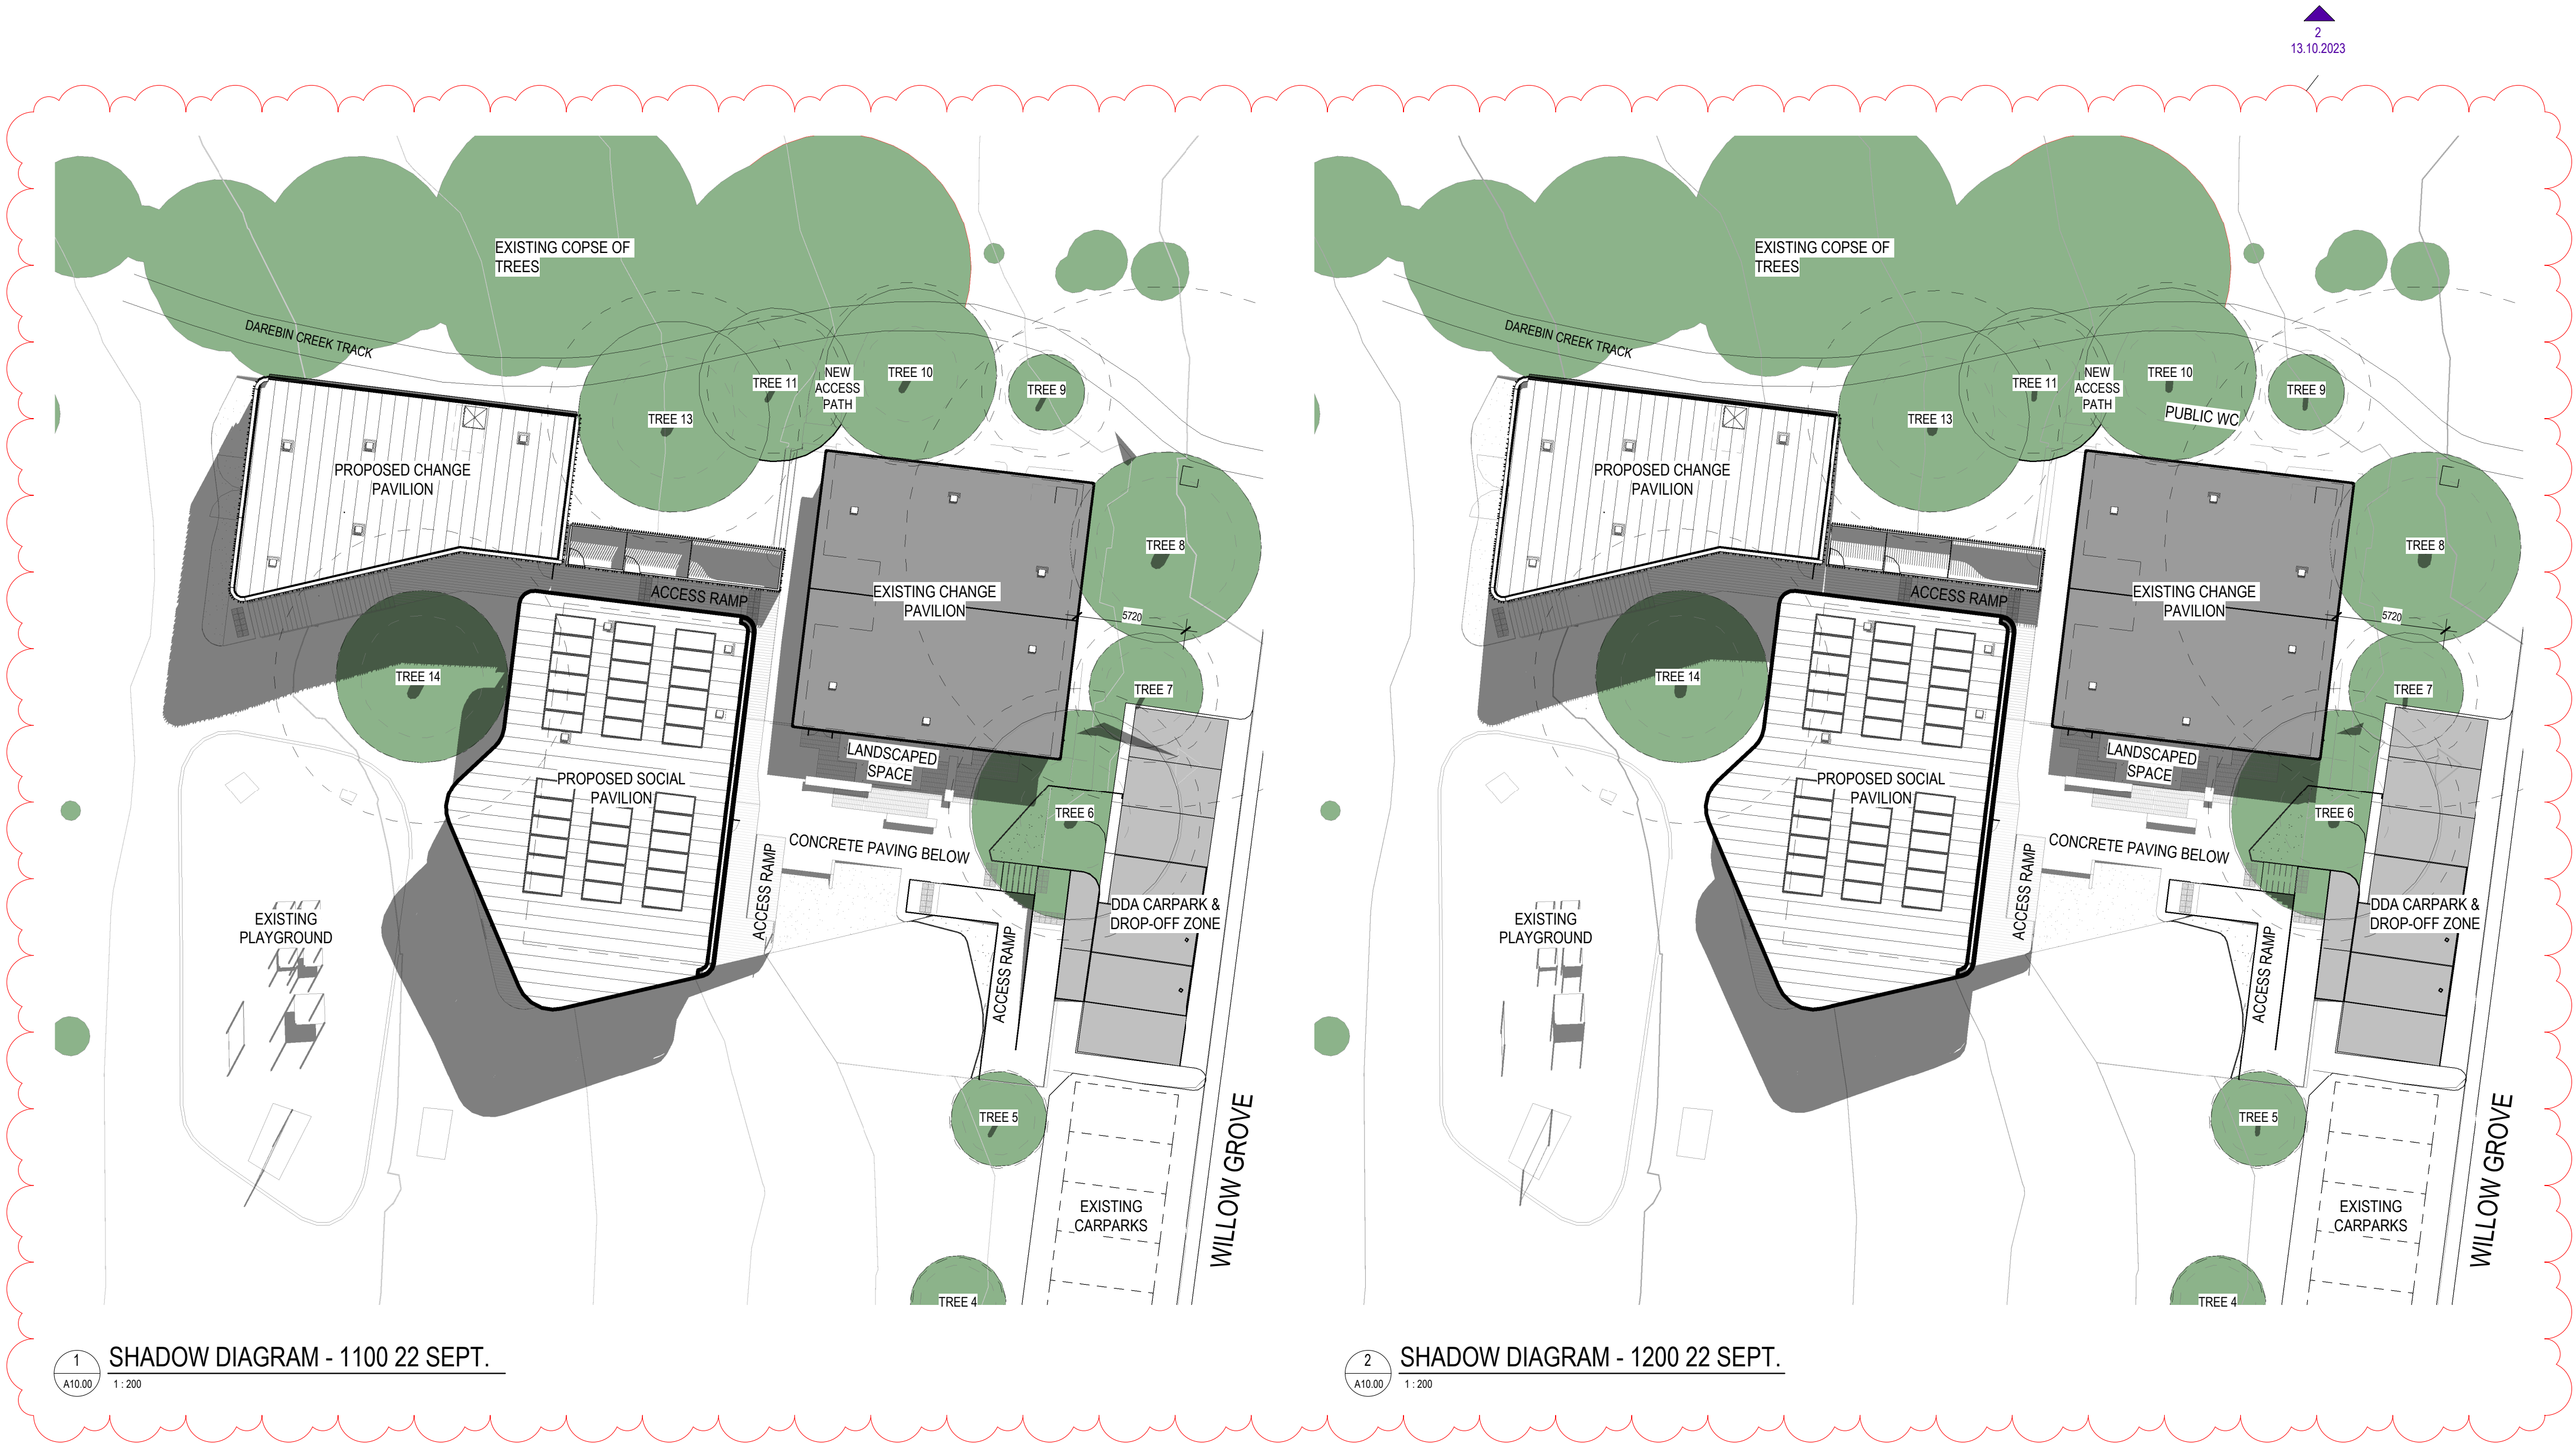 2
13.10.2023
EXISTING COPSE OF
TREES
DAREBIN CREEK TRACK
TREE 11
NEW
ACCESS
PATH
TREE 10
TREE 9
TREE 13
PROPOSED CHANGE
PAVILION
TREE 8
ACCESS RAMP
EXISTING CHANGE
PAVILION
5720
TREE 14
TREE 7
LANDSCAPED
SPACE
PROPOSED SOCIAL
PAVILION
TREE 6
CONCRETE PAVING BELOW
ACCESS RAMP
DDA CARPARK &
DROP-OFF ZONE
EXISTING
PLAYGROUND
ACCESS RAMP
TREE 5
WILLOW GROVE
EXISTING
CARPARKS
TREE 4
1
A10.00
SHADOW DIAGRAM - 1100 22 SEPT.
1 : 200
EXISTING COPSE OF
TREES
DAREBIN CREEK TRACK
TREE 11
NEW
ACCESS
PATH
TREE 10
TREE 9
PUBLIC WC
TREE 13
PROPOSED CHANGE
PAVILION
TREE 8
ACCESS RAMP
EXISTING CHANGE
PAVILION
5720
TREE 14
TREE 7
LANDSCAPED
SPACE
PROPOSED SOCIAL
PAVILION
TREE 6
CONCRETE PAVING BELOW
ACCESS RAMP
DDA CARPARK &
DROP-OFF ZONE
EXISTING
PLAYGROUND
ACCESS RAMP
TREE 5
WILLOW GROVE
EXISTING
CARPARKS
TREE 4
2
A10.00
SHADOW DIAGRAM - 1200 22 SEPT.
1 : 200